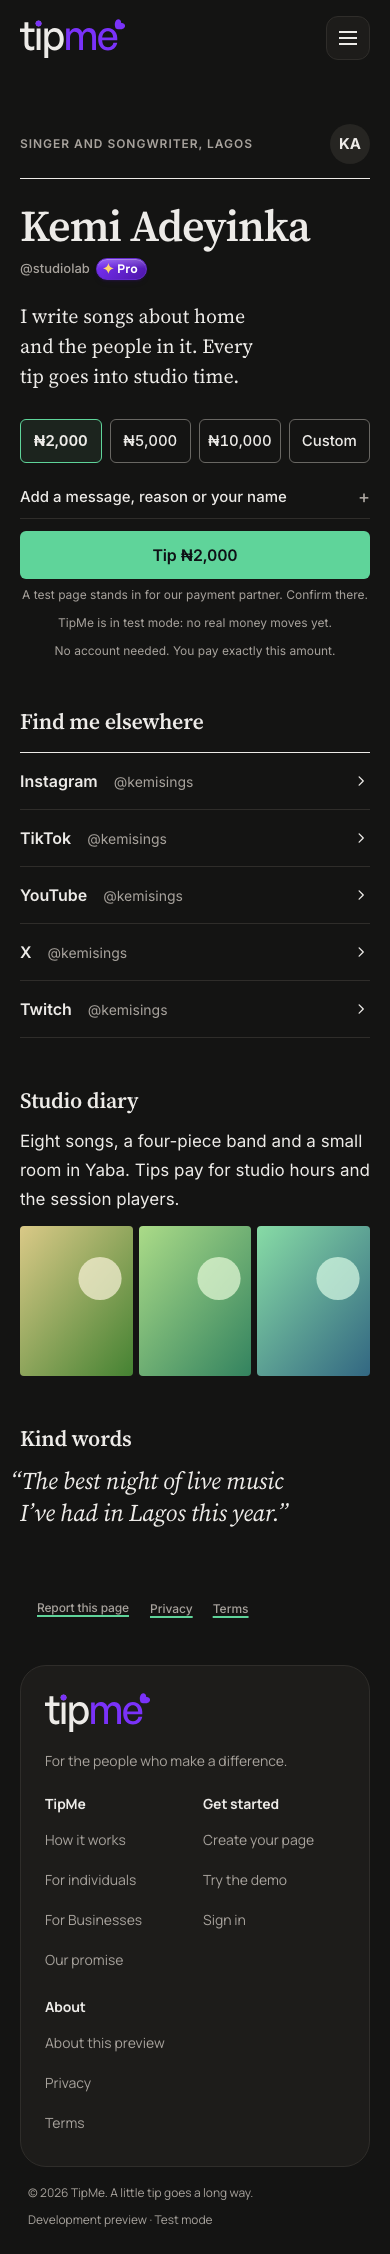 tipme
SINGER AND SONGWRITER, LAGOS
KA
Kemi Adeyinka
@studiolab
Pro
I write songs about home
and the people in it. Every
tip goes into studio time.
₦2,000
₦5,000
₦10,000
Custom
Add a message, reason or your name
+
Tip ₦2,000
A test page stands in for our payment partner. Confirm there.
TipMe is in test mode: no real money moves yet.
No account needed. You pay exactly this amount.
Find me elsewhere
Instagram @kemisings
TikTok @kemisings
YouTube @kemisings
X @kemisings
Twitch @kemisings
Studio diary
Eight songs, a four-piece band and a small
room in Yaba. Tips pay for studio hours and
the session players.
Kind words
“The best night of live music
I’ve had in Lagos this year.”
Report this page
Privacy
Terms
tipme
For the people who make a difference.
TipMe
How it works
For individuals
For Businesses
Our promise
Get started
Create your page
Try the demo
Sign in
About
About this preview
Privacy
Terms
© 2026 TipMe. A little tip goes a long way.
Development preview · Test mode